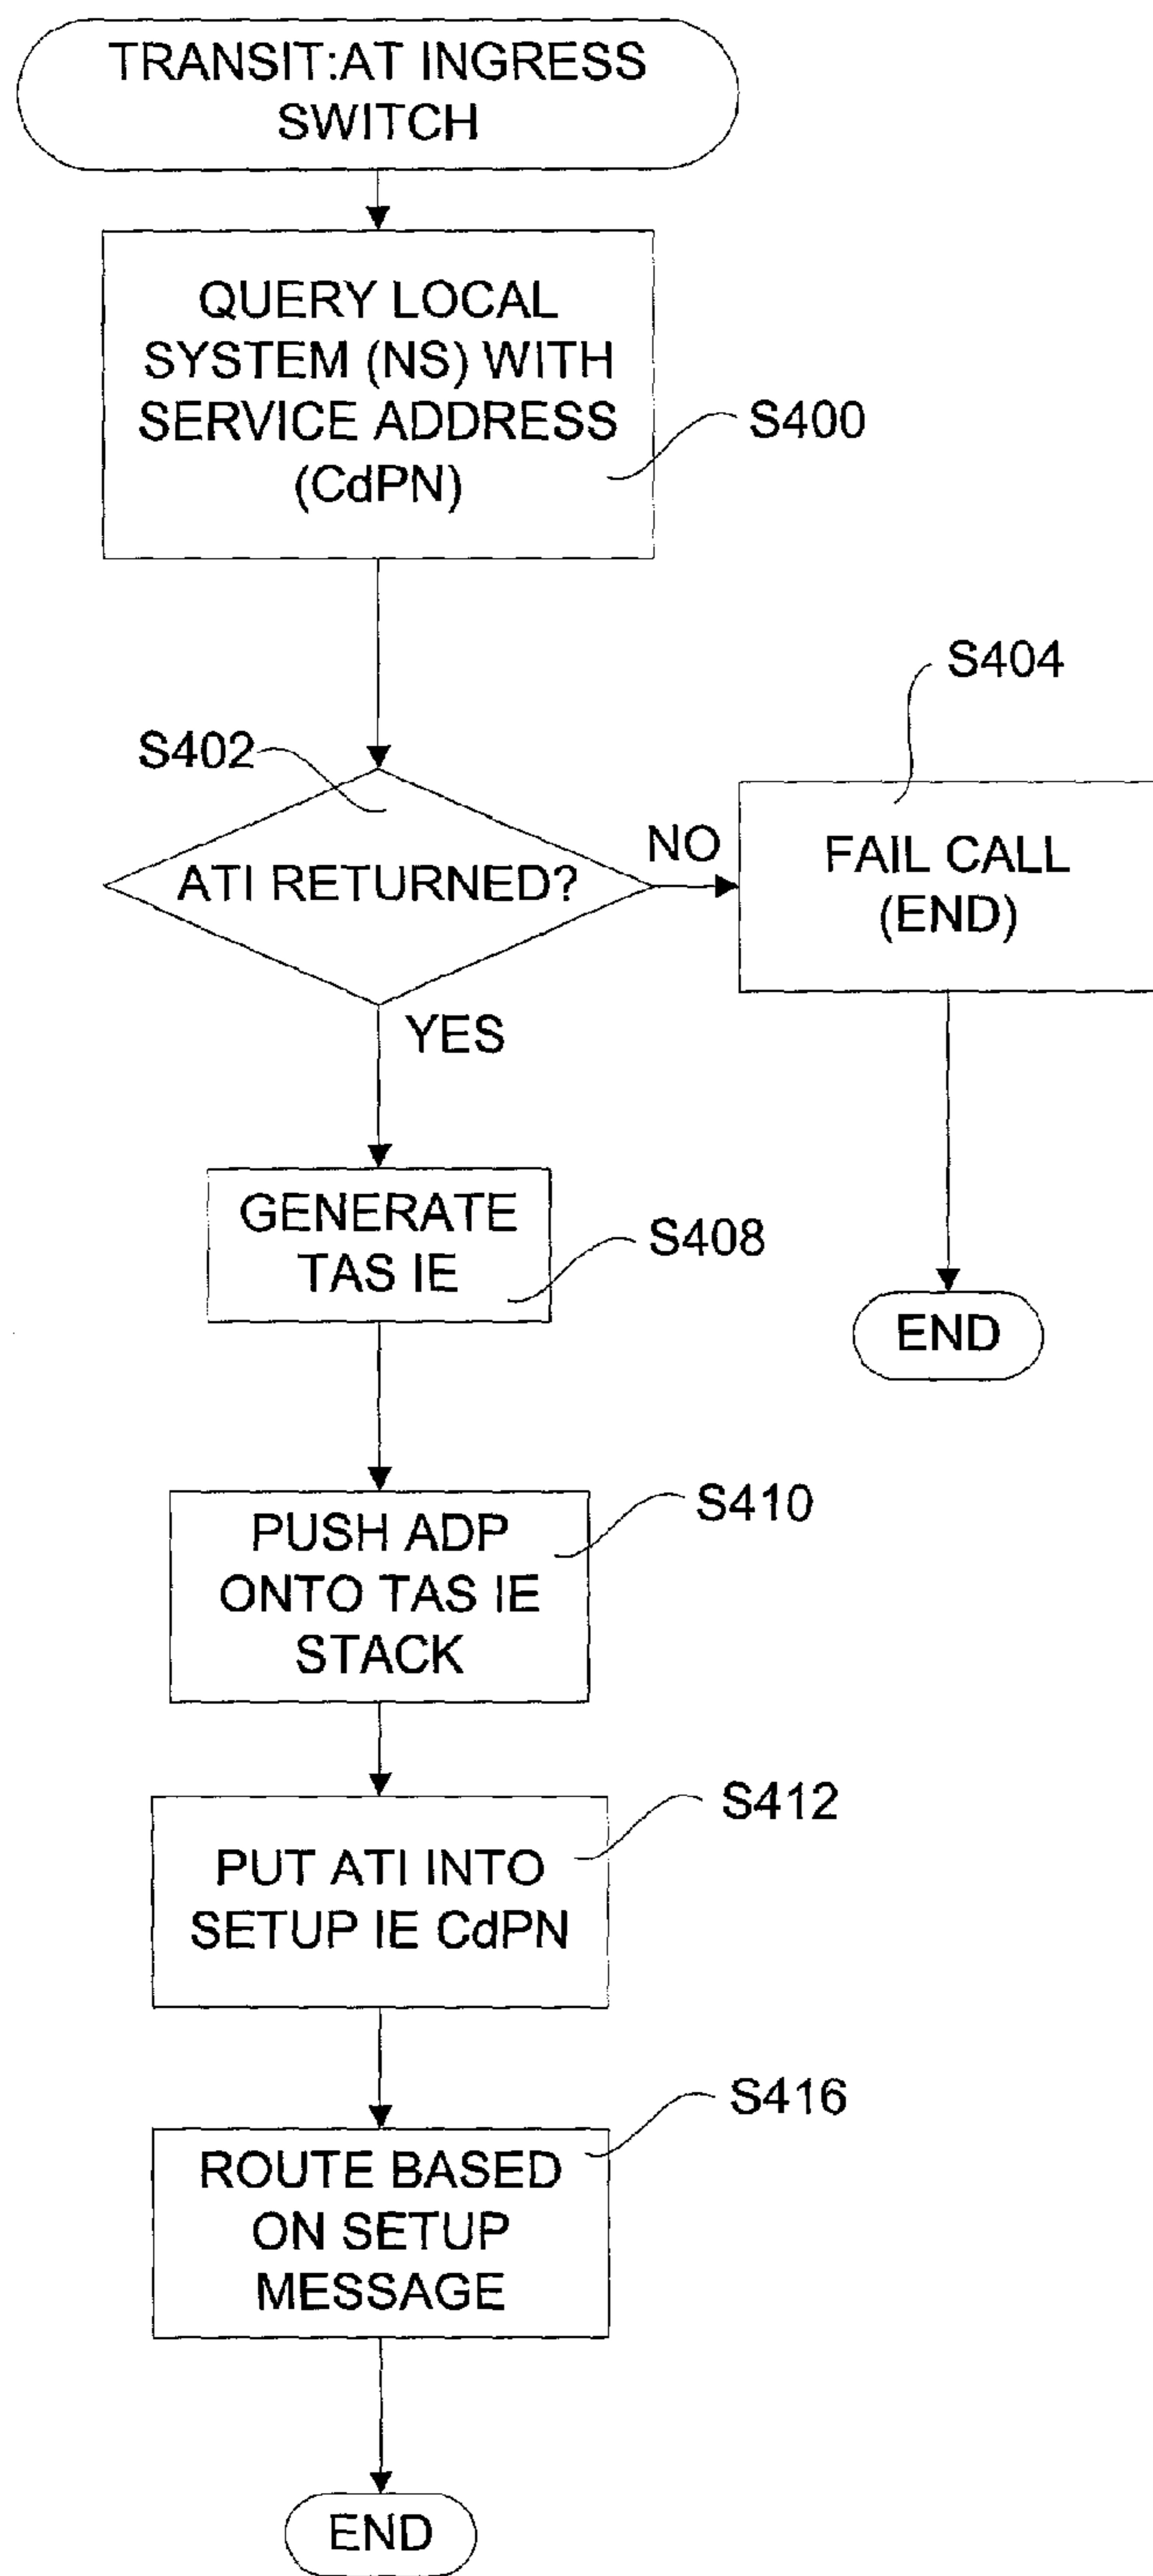 TRANSIT:AT INGRESS
SWITCH
QUERY LOCAL
SYSTEM (NS) WITH
SERVICE ADDRESS
(CdPN)
S400
S402
ATI RETURNED?
NO
YES
S404
FAIL CALL
(END)
END
GENERATE
TAS IE
S408
PUSH ADP
ONTO TAS IE
STACK
S410
PUT ATI INTO
SETUP IE CdPN
S412
ROUTE BASED
ON SETUP
MESSAGE
S416
END